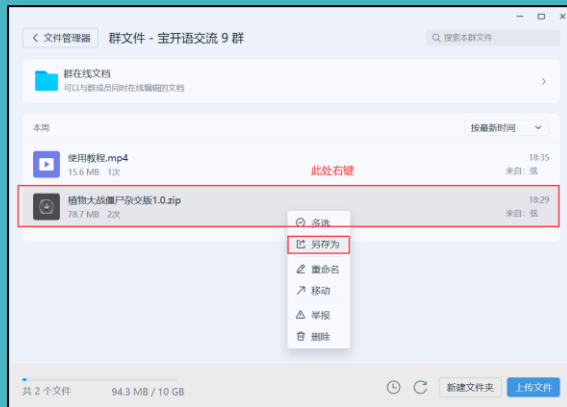 文件管理器 群文件 - 宝开语交流 9 群
搜索本群文件
群在线文档
可以与群成员同时在线编辑的文档
本周
按最新时间
使用教程.mp4
15.6 MB 1次
此处右键
18:35
来自：弦
植物大战僵尸杂交版1.0.zip
78.7 MB 2次
18:29
来自：弦
多选
另存为
重命名
移动
举报
删除
共 2 个文件 94.3 MB / 10 GB
新建文件夹
上传文件